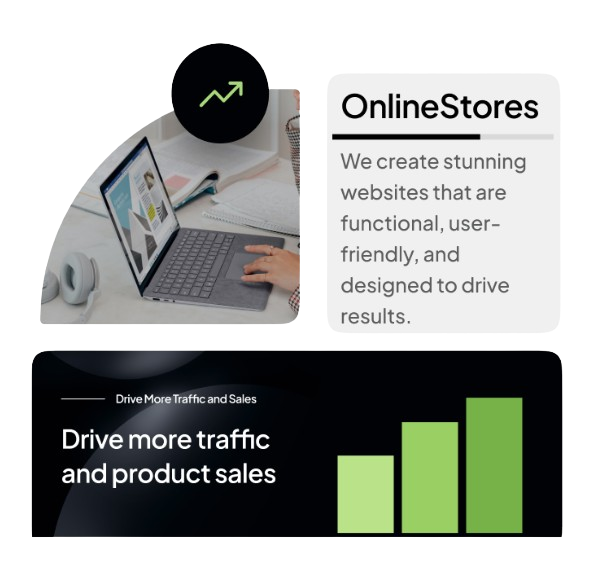 OnlineStores
We create stunning
websites that are
functional, user-
friendly, and
designed to drive
results.
Drive More Traffic and Sales
Drive more traffic
and product sales